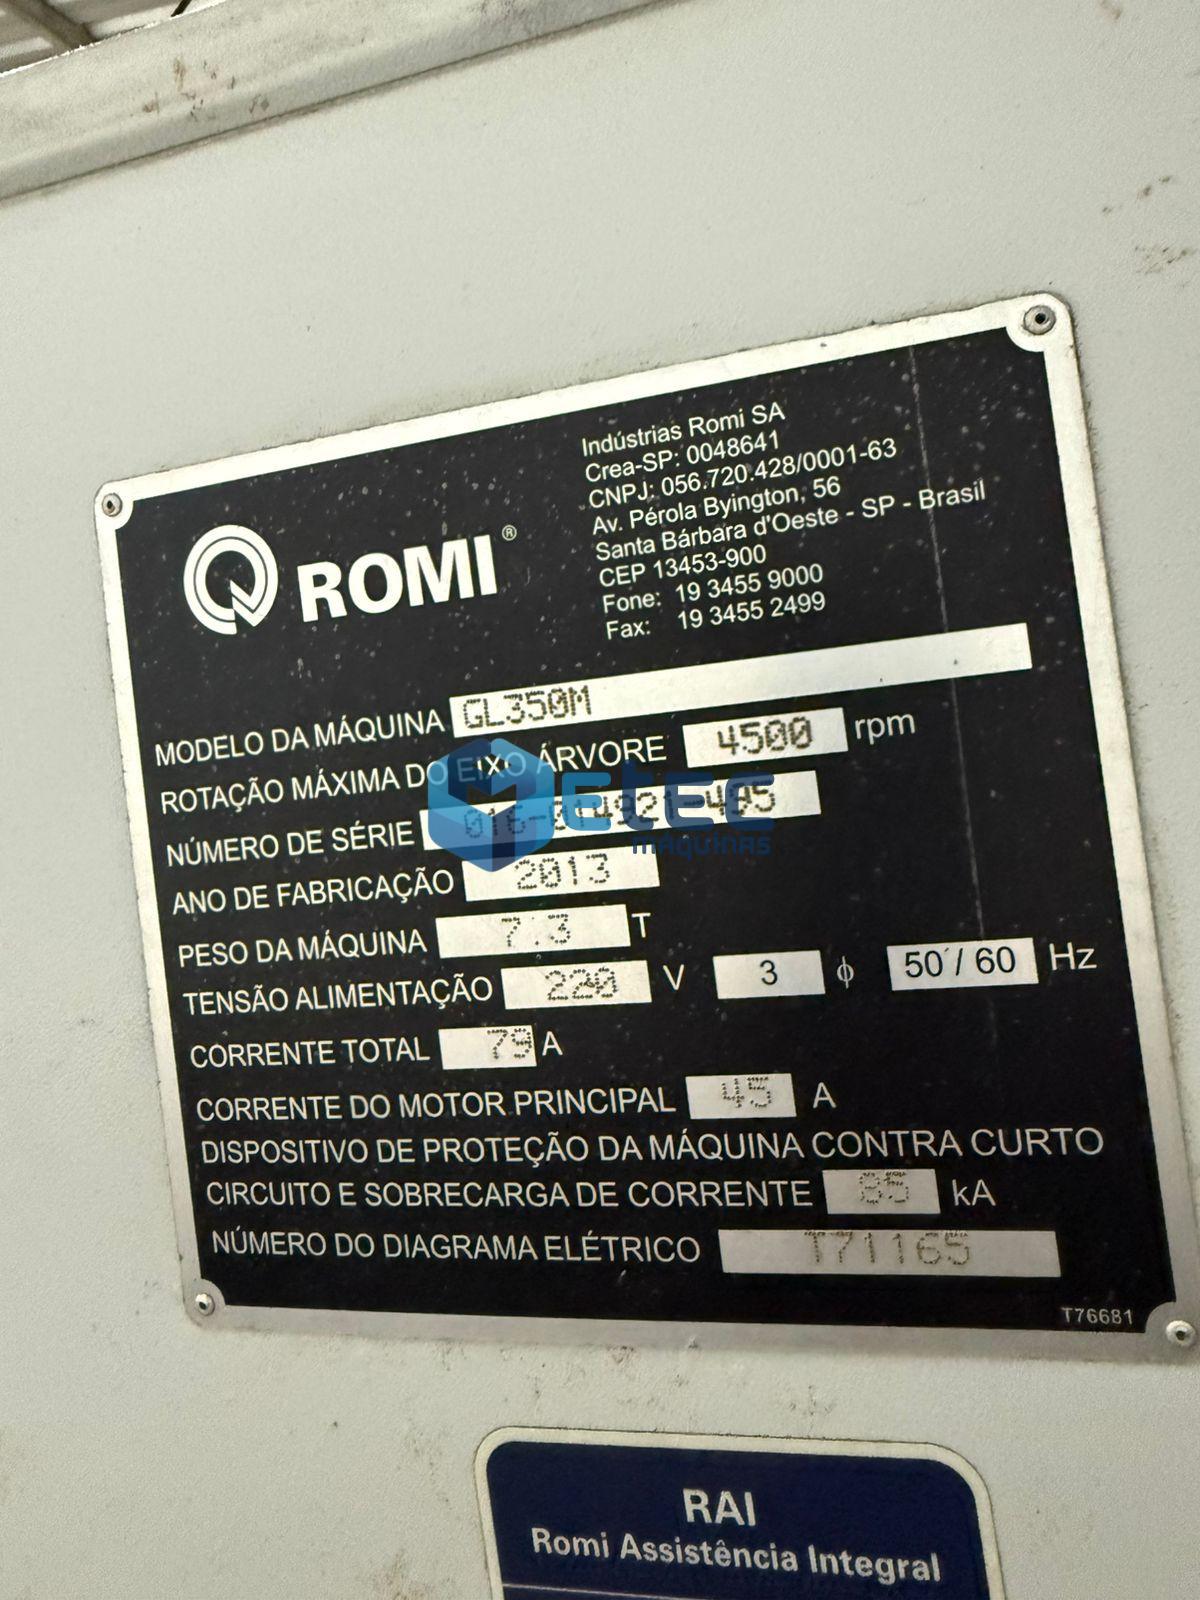 Indústrias Romi SA
Crea-SP: 0048641
CNPJ: 056.720.428/0001-63
Av. Pérola Byington, 56
Santa Bárbara d'Oeste - SP - Brasil
CEP 13453-900
Fone: 19 3455 9000
Fax: 19 3455 2499
ROMI®
MODELO DA MÁQUINA GL350M
ROTAÇÃO MÁXIMA DO EIXO ÁRVORE 4500 rpm
NÚMERO DE SÉRIE 016-014921-495
Metec
MÁQUINAS
ANO DE FABRICAÇÃO 2013
PESO DA MÁQUINA 7.3 T
TENSÃO ALIMENTAÇÃO 220 V 3 ϕ 50 / 60 Hz
CORRENTE TOTAL 79 A
CORRENTE DO MOTOR PRINCIPAL 45 A
DISPOSITIVO DE PROTEÇÃO DA MÁQUINA CONTRA CURTO
CIRCUITO E SOBRECARGA DE CORRENTE 85 kA
NÚMERO DO DIAGRAMA ELÉTRICO T71165
T76681
RAI
Romi Assistência Integral